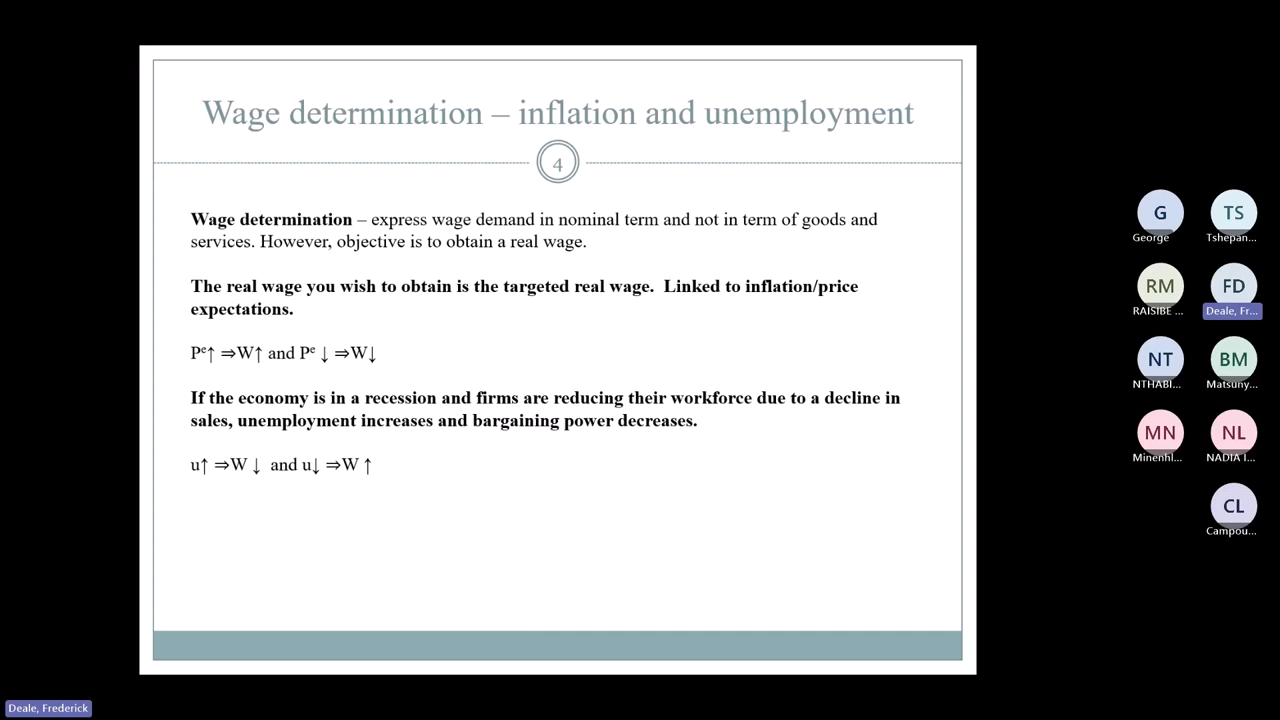 Wage determination – inflation and unemployment
4
Wage determination – express wage demand in nominal term and not in term of goods and
services. However, objective is to obtain a real wage.
The real wage you wish to obtain is the targeted real wage.  Linked to inflation/price
expectations.
Pᵉ↑ ⇒W↑ and Pᵉ ↓ ⇒W↓
If the economy is in a recession and firms are reducing their workforce due to a decline in
sales, unemployment increases and bargaining power decreases.
u↑ ⇒W ↓  and u↓ ⇒W ↑
G
George
TS
Tshepan...
RM
RAISIBE ...
FD
Deale, Fr...
NT
NTHABI...
BM
Matsuny...
MN
Minenhl...
NL
NADIA I...
CL
Campou...
Deale, Frederick